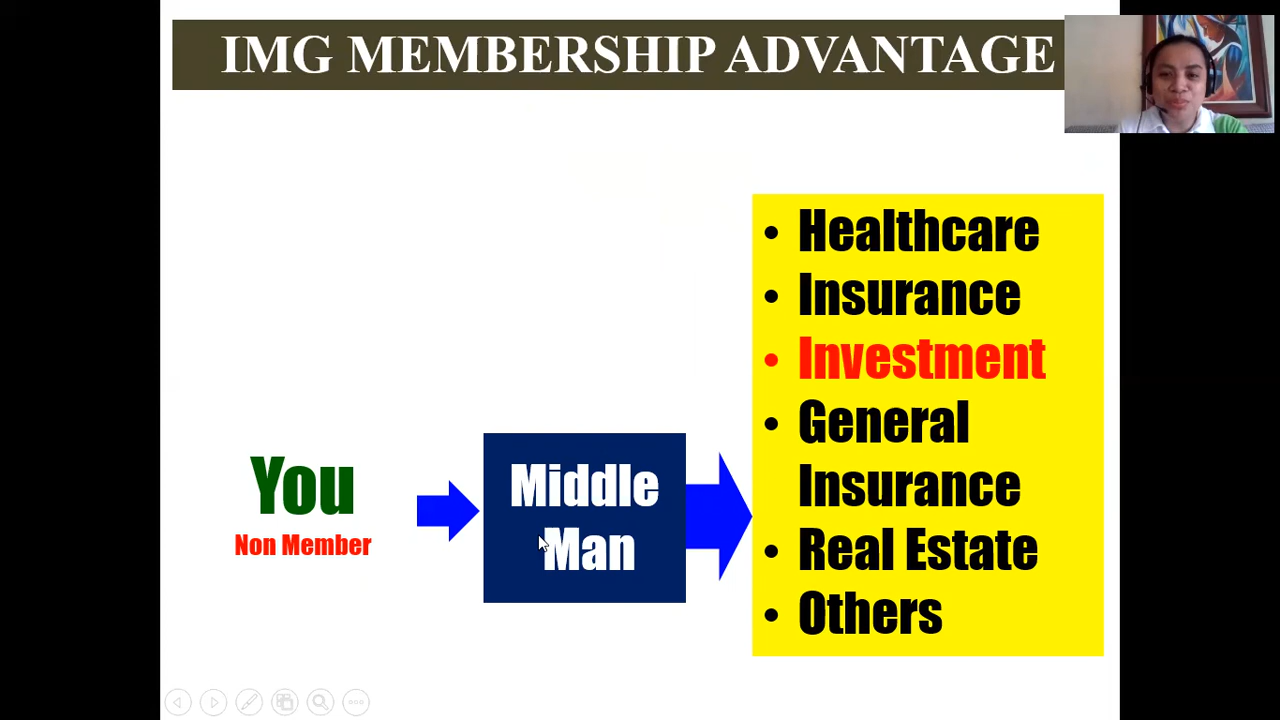 IMG MEMBERSHIP ADVANTAGE
You
Non Member
Middle
Man
• Healthcare
• Insurance
• Investment
• General
Insurance
• Real Estate
• Others